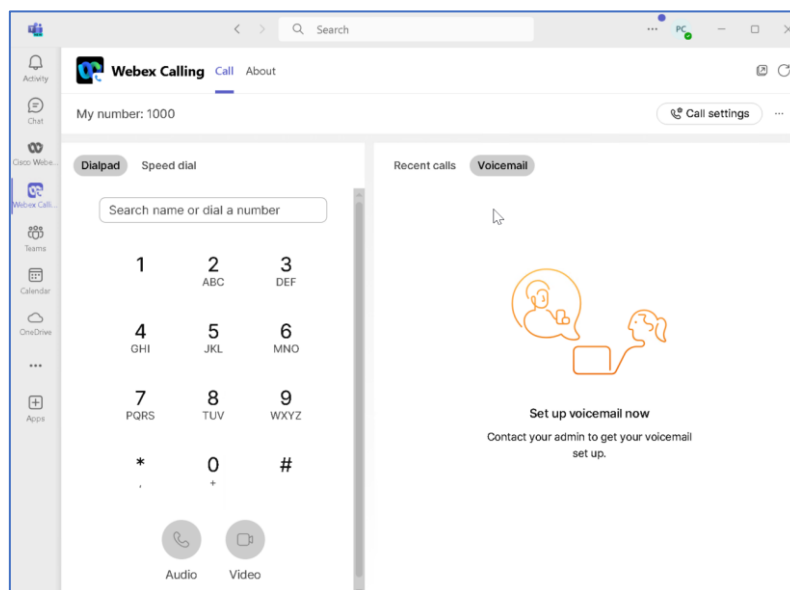 Search
...
PC
Activity
Chat
Cisco Webe...
Webex Calli...
Teams
Calendar
OneDrive
...
Apps
Webex Calling Call About
My number: 1000
Call settings
...
Dialpad Speed dial
Search name or dial a number
1 2 3
ABC DEF
4 5 6
GHI JKL MNO
7 8 9
PQRS TUV WXYZ
* 0 #
, +
Audio Video
Recent calls Voicemail
Set up voicemail now
Contact your admin to get your voicemail
set up.